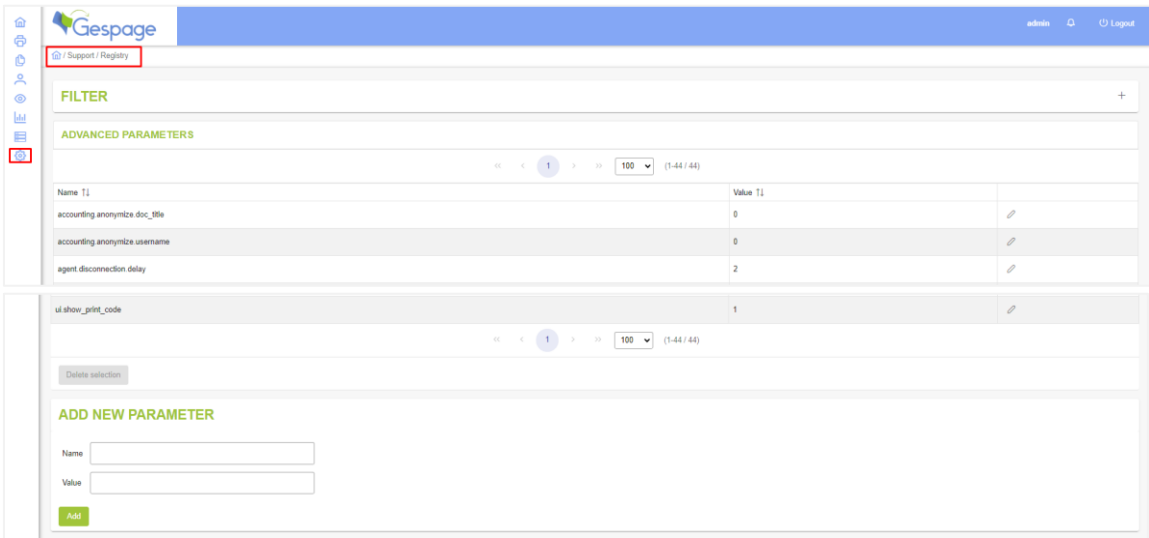 Gespage
admin Logout
/ Support / Registry
FILTER +
ADVANCED PARAMETERS
<< < 1 > >> 100 (1-44 / 44)
Name Value
accounting.anonymize.doc_title 0
accounting.anonymize.username 0
agent.disconnection.delay 2
ui.show_print_code 1
<< < 1 > >> 100 (1-44 / 44)
Delete selection
ADD NEW PARAMETER
Name
Value
Add